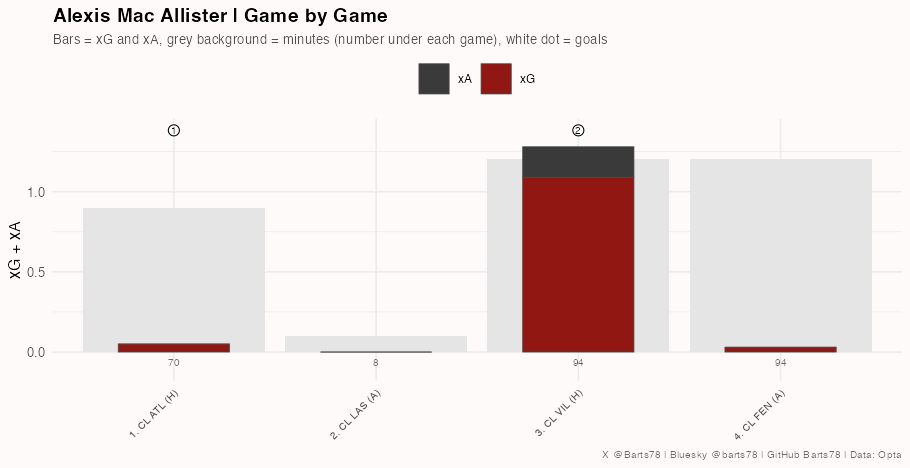 Alexis Mac Allister | Game by Game
Bars = xG and xA, grey background = minutes (number under each game), white dot = goals
xA xG
1 2
xG + xA
1.0
0.5
0.0
70 8 94 94
1. CL ATL (H) 2. CL LAS (A) 3. CL VIL (H) 4. CL FEN (A)
X @Barts78 | Bluesky @barts78 | GitHub Barts78 | Data: Opta